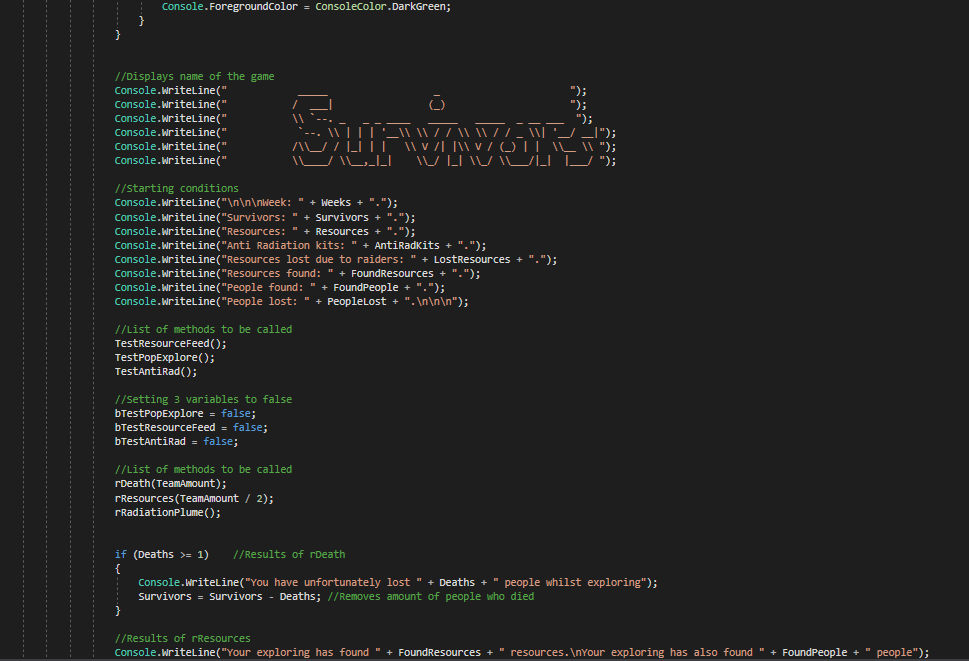 Console.ForegroundColor = ConsoleColor.DarkGreen;
}
}
//Displays name of the game
Console.WriteLine("            _____                  _                      ");
Console.WriteLine("           /  ___|                (_)                     ");
Console.WriteLine("           \\ `--. _   _ _ ____   _____   _____  _ __ ___  ");
Console.WriteLine("            `--. \\ | | | '__\\ \\ / / \\ \\ / / _ \\| '__/ __|");
Console.WriteLine("           /\\__/ / |_| | |   \\ V /| |\\ V / (_) | |  \\__ \\ ");
Console.WriteLine("           \\____/ \\__,_|_|    \\_/ |_| \\_/ \\___/|_|  |___/ ");
//Starting conditions
Console.WriteLine("\n\n\nWeek: " + Weeks + ".");
Console.WriteLine("Survivors: " + Survivors + ".");
Console.WriteLine("Resources: " + Resources + ".");
Console.WriteLine("Anti Radiation kits: " + AntiRadKits + ".");
Console.WriteLine("Resources lost due to raiders: " + LostResources + ".");
Console.WriteLine("Resources found: " + FoundResources + ".");
Console.WriteLine("People found: " + FoundPeople + ".");
Console.WriteLine("People lost: " + PeopleLost + ".\n\n\n");
//List of methods to be called
TestResourceFeed();
TestPopExplore();
TestAntiRad();
//Setting 3 variables to false
bTestPopExplore = false;
bTestResourceFeed = false;
bTestAntiRad = false;
//List of methods to be called
rDeath(TeamAmount);
rResources(TeamAmount / 2);
rRadiationPlume();
if (Deaths >= 1)    //Results of rDeath
{
Console.WriteLine("You have unfortunately lost " + Deaths + " people whilst exploring");
Survivors = Survivors - Deaths; //Removes amount of people who died
}
//Results of rResources
Console.WriteLine("Your exploring has found " + FoundResources + " resources.\nYour exploring has also found " + FoundPeople + " people");